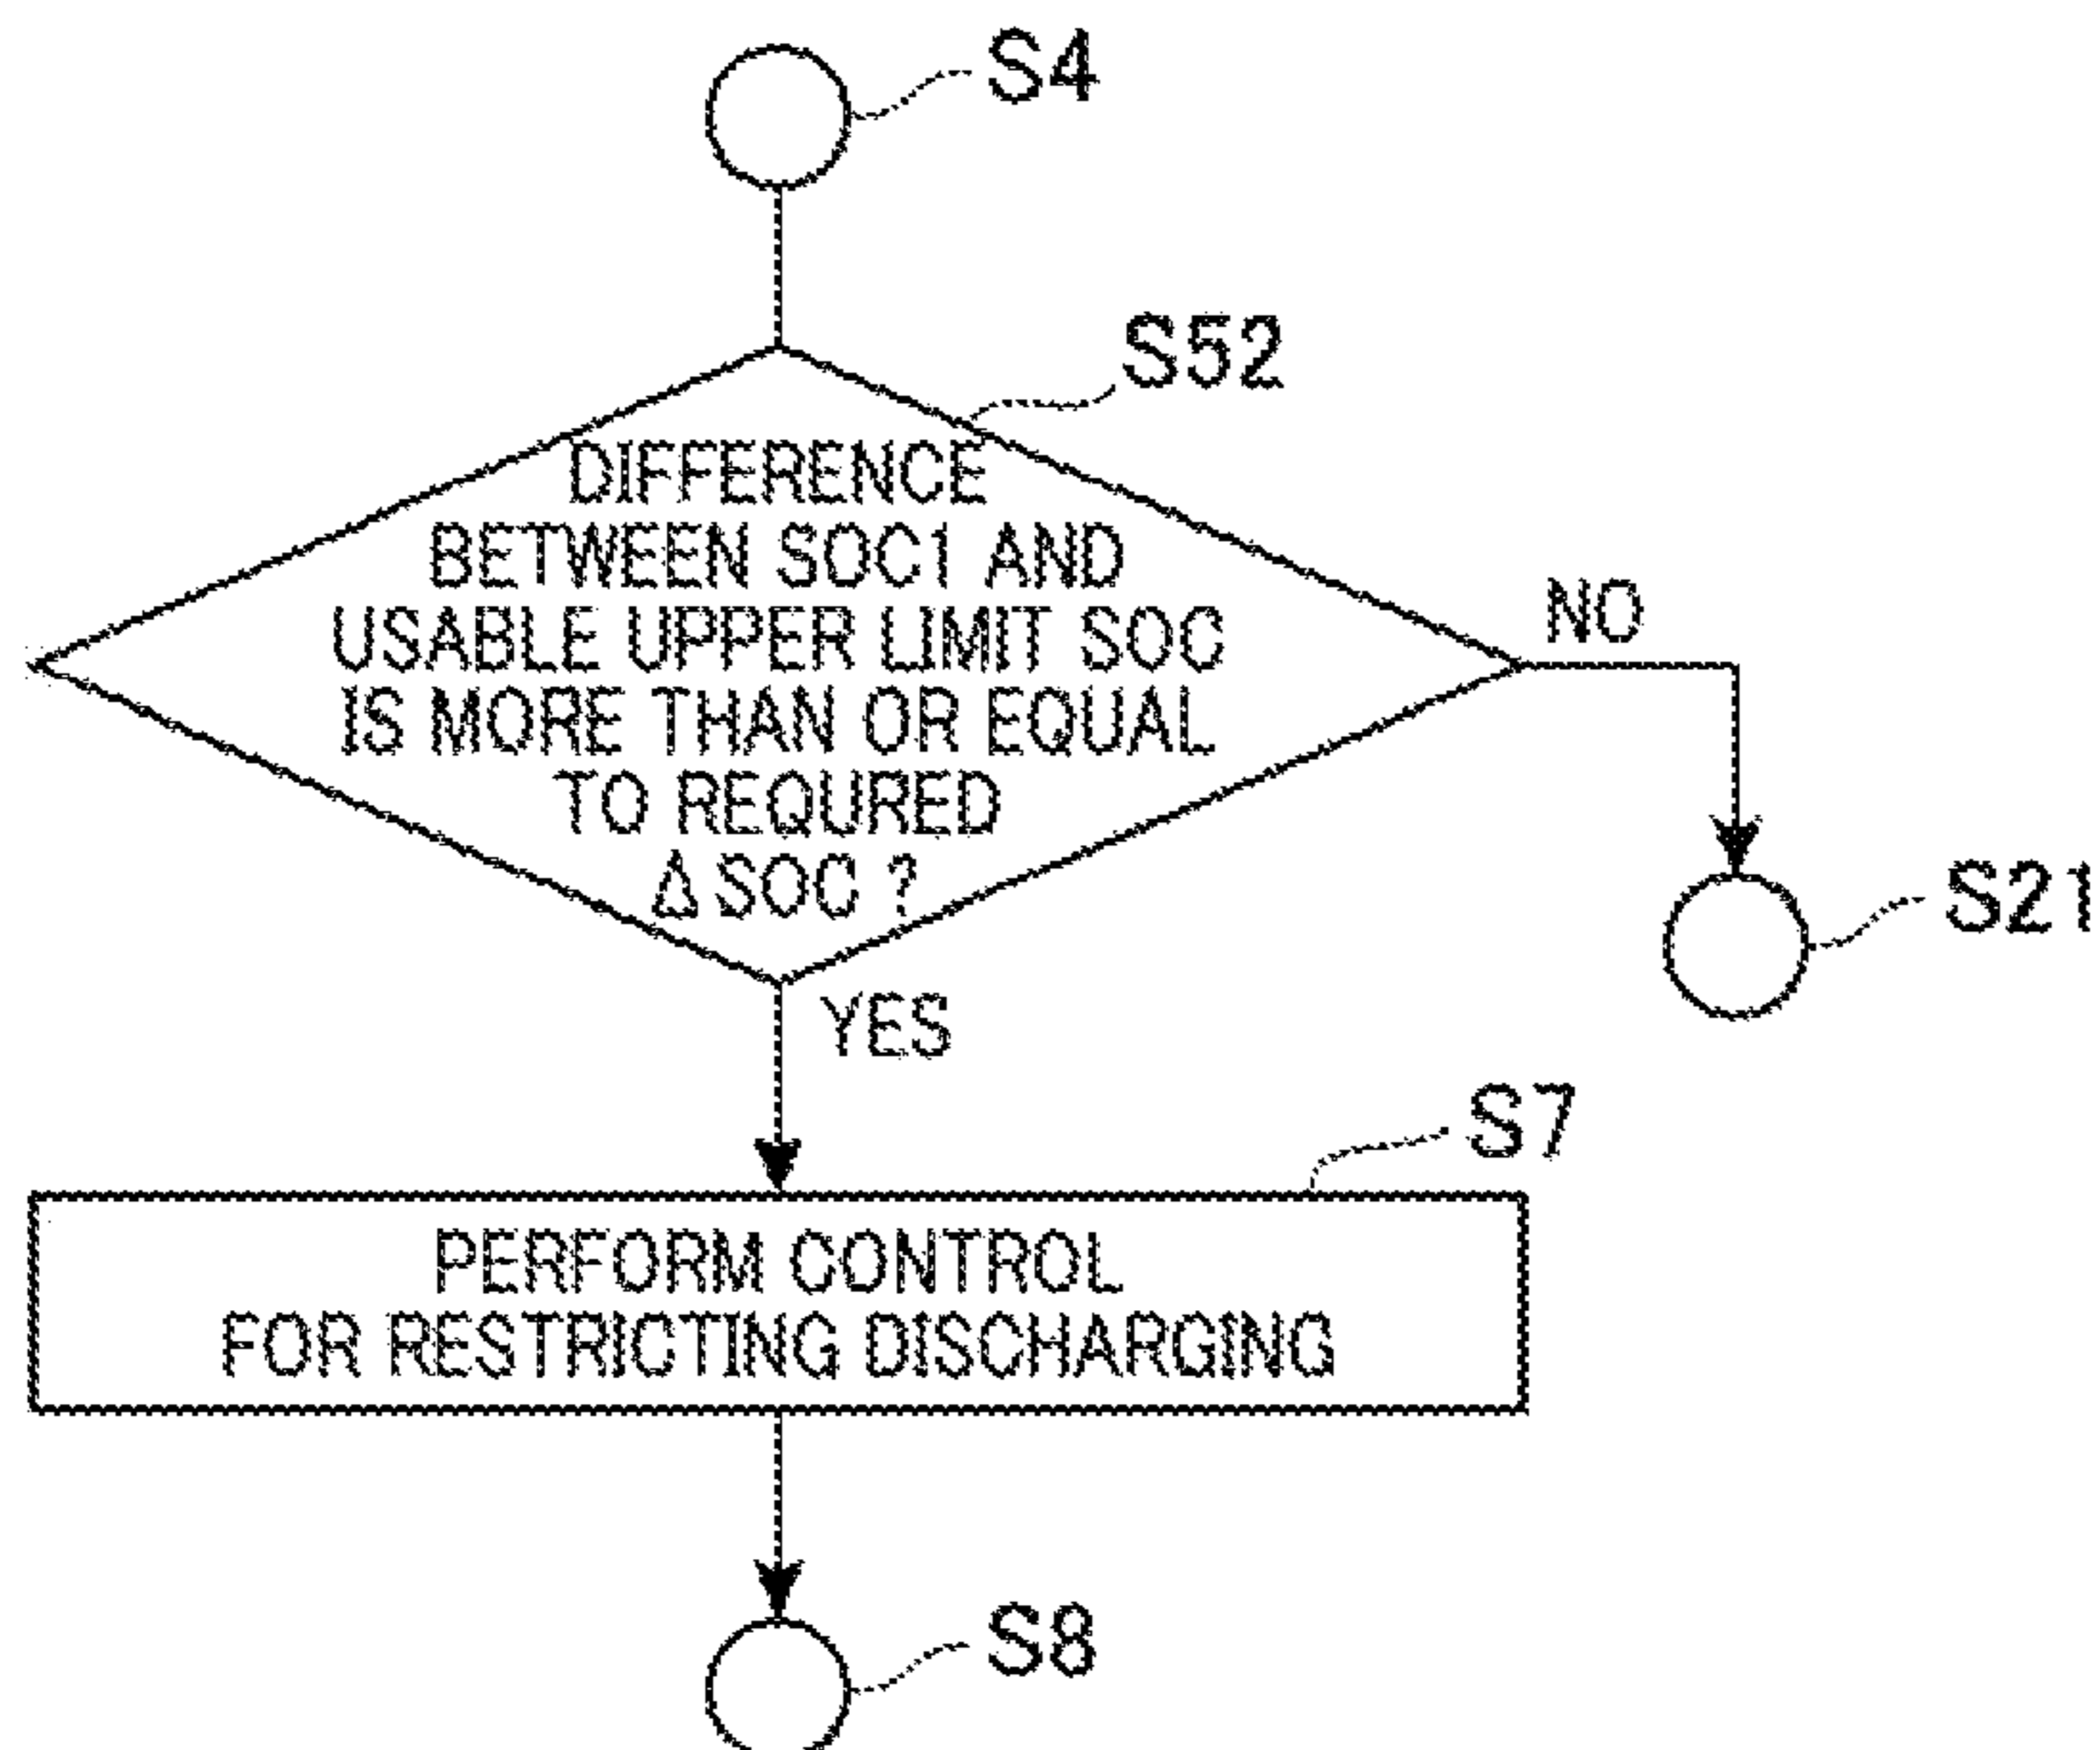 S4
S52
DIFFERENCE
BETWEEN SOC1 AND
USABLE UPPER LIMIT SOC
IS MORE THAN OR EQUAL
TO REQURED
Δ SOC ?
NO
S21
YES
S7
PERFORM CONTROL
FOR RESTRICTING DISCHARGING
S8